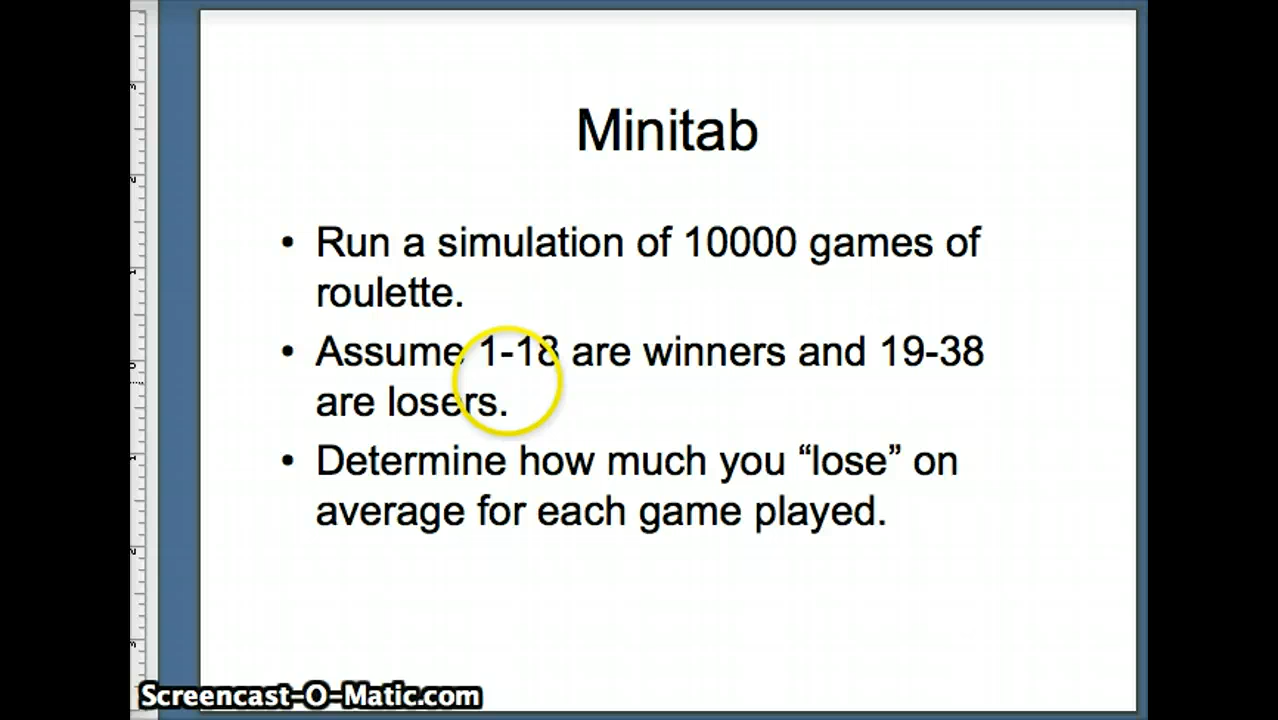 Minitab
• Run a simulation of 10000 games of
roulette.
• Assume 1-18 are winners and 19-38
are losers.
• Determine how much you “lose” on
average for each game played.
Screencast-O-Matic.com